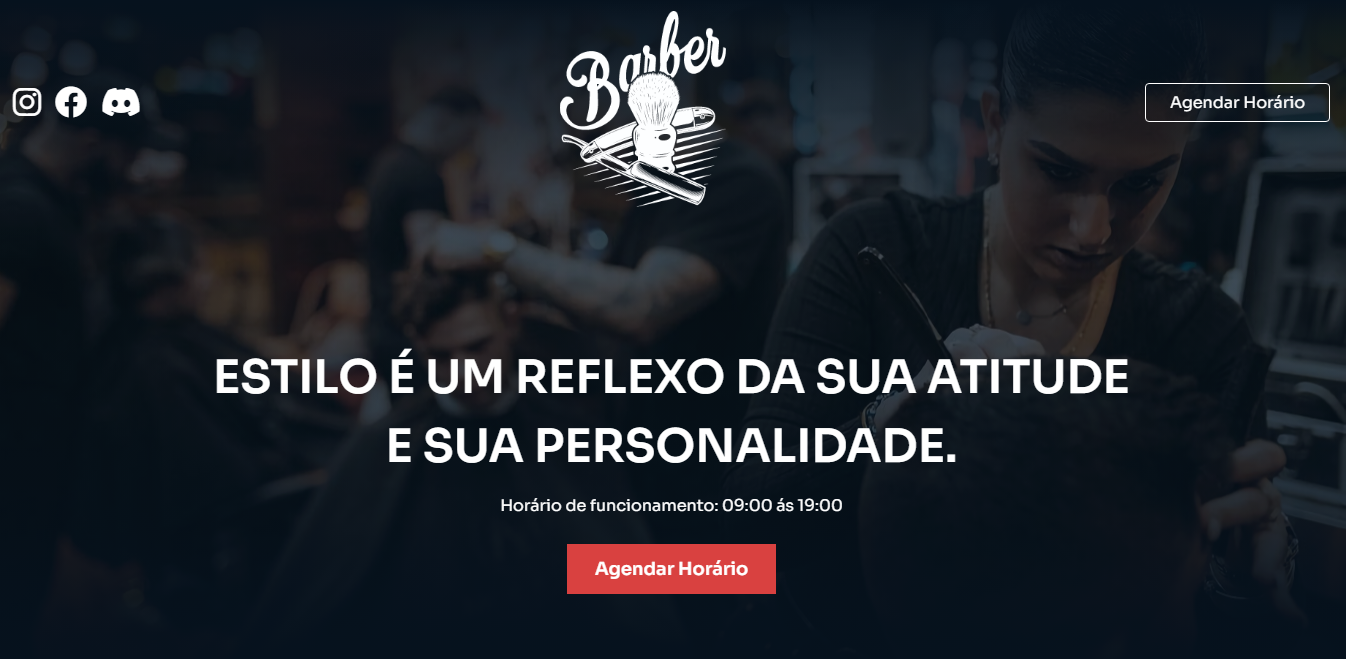 Barber
Agendar Horário
ESTILO É UM REFLEXO DA SUA ATITUDE
E SUA PERSONALIDADE.
Horário de funcionamento: 09:00 ás 19:00
Agendar Horário